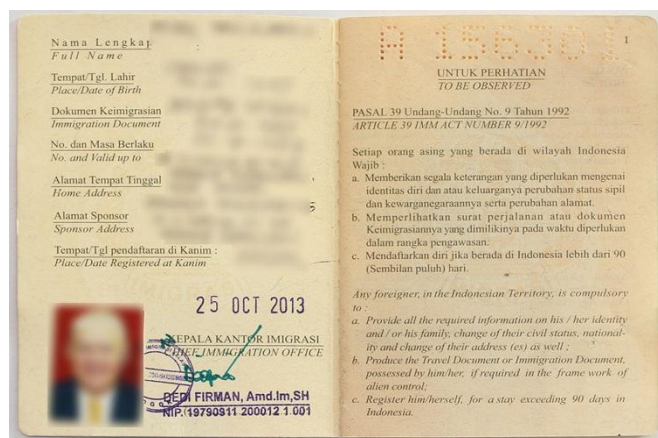 Nama Lengkap
Full Name
Tempat/Tgl. Lahir
Place/Date of Birth
Dokumen Keimigrasian
Immigration Document
No. dan Masa Berlaku
No. and Valid up to
Alamat Tempat Tinggal
Home Address
Alamat Sponsor
Sponsor Address
Tempat/Tgl pendaftaran di Kanim :
Place/Date Registered at Kanim
25 OCT 2013
KEPALA KANTOR IMIGRASI
CHIEF IMMIGRATION OFFICE
DEDI FIRMAN, Amd.Im,SH
NIP. 19790911 200012 1 001
1
UNTUK PERHATIAN
TO BE OBSERVED
PASAL 39 Undang-Undang No. 9 Tahun 1992
ARTICLE 39 IMM ACT NUMBER 9/1992
Setiap orang asing yang berada di wilayah Indonesia
Wajib :
a. Memberikan segala keterangan yang diperlukan mengenai
identitas diri dan atau keluarganya perubahan status sipil
dan kewarganegaraannya serta perubahan alamat.
b. Memperlihatkan surat perjalanan atau dokumen
Keimigrasiannya yang dimilikinya pada waktu diperlukan
dalam rangka pengawasan.
c. Mendaftarkan diri jika berada di Indonesia lebih dari 90
(Sembilan puluh) hari.
Any foreigner, in the Indonesian Territory, is compulsory
to :
a. Provide all the required information on his / her identity
and / or his family, change of their civil status, national-
ity and change of their address (es) as well ;
b. Produce the Travel Document or Immigration Document,
possessed by him/her, if required in the frame work of
alien control;
c. Register him/herself, for a stay exceeding 90 days in
Indonesia.